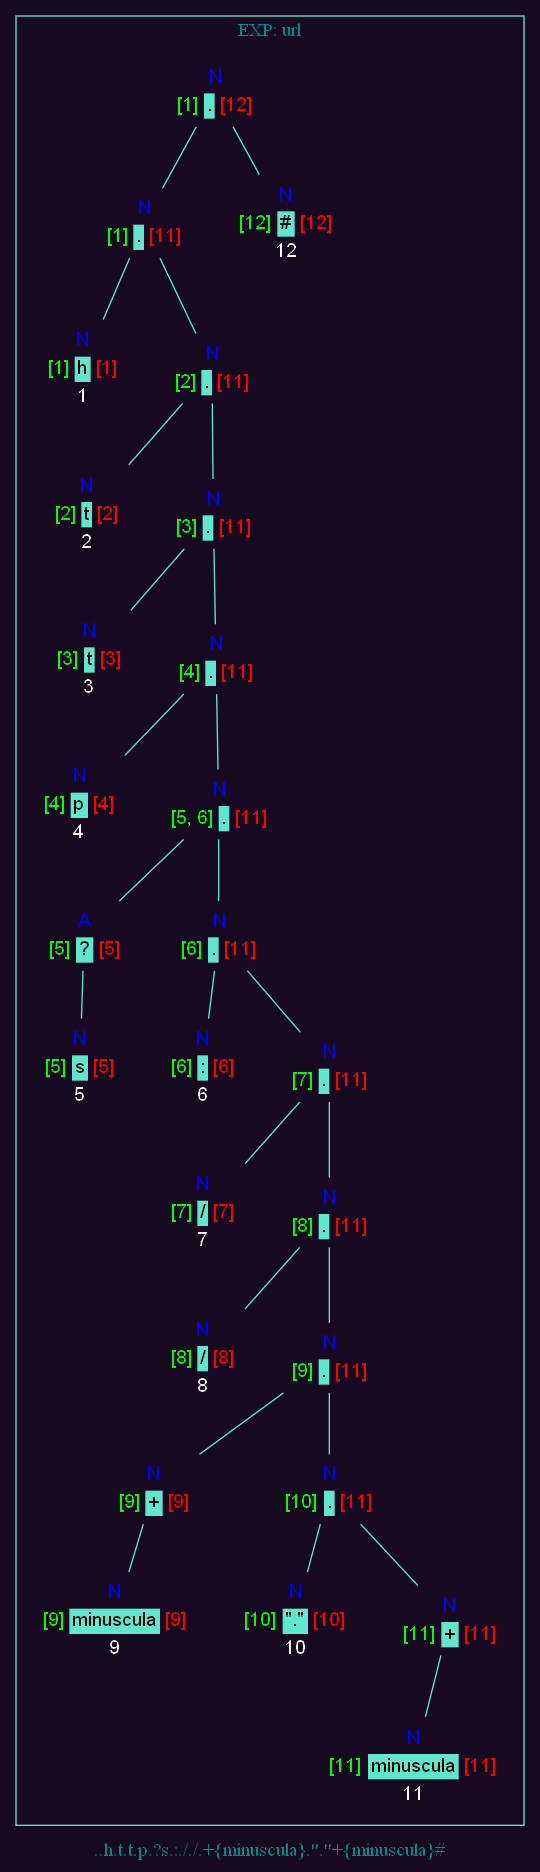 EXP: url
N
[1] . [12]
N
[12] # [12]
12
N
[1] . [11]
N
[1] h [1]
1
N
[2] . [11]
N
[2] t [2]
2
N
[3] . [11]
N
[3] t [3]
3
N
[4] . [11]
N
[4] p [4]
4
N
[5, 6] . [11]
A
[5] ? [5]
N
[6] . [11]
N
[5] s [5]
5
N
[6] : [6]
6
N
[7] . [11]
N
[7] / [7]
7
N
[8] . [11]
N
[8] / [8]
8
N
[9] . [11]
N
[9] + [9]
N
[10] . [11]
N
[9] minuscula [9]
9
N
[10] "." [10]
10
N
[11] + [11]
N
[11] minuscula [11]
11
..h.t.t.p.?s.:././.+{minuscula}."."+{minuscula}#